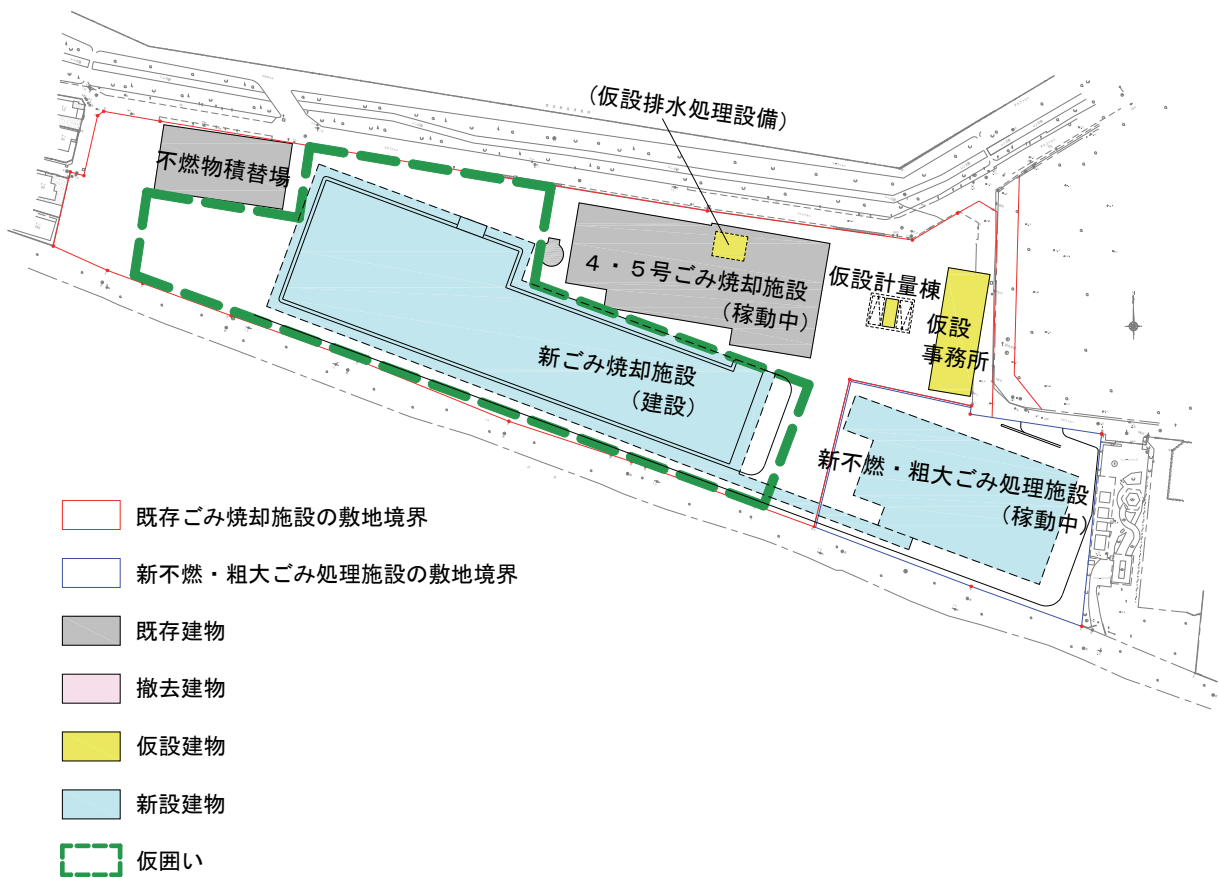 （仮設排水処理設備）
不燃物積替場
４・５号ごみ焼却施設
（稼動中）
仮設計量棟
仮設
事務所
新ごみ焼却施設
（建設）
新不燃・粗大ごみ処理施設
（稼動中）
既存ごみ焼却施設の敷地境界
新不燃・粗大ごみ処理施設の敷地境界
既存建物
撤去建物
仮設建物
新設建物
仮囲い